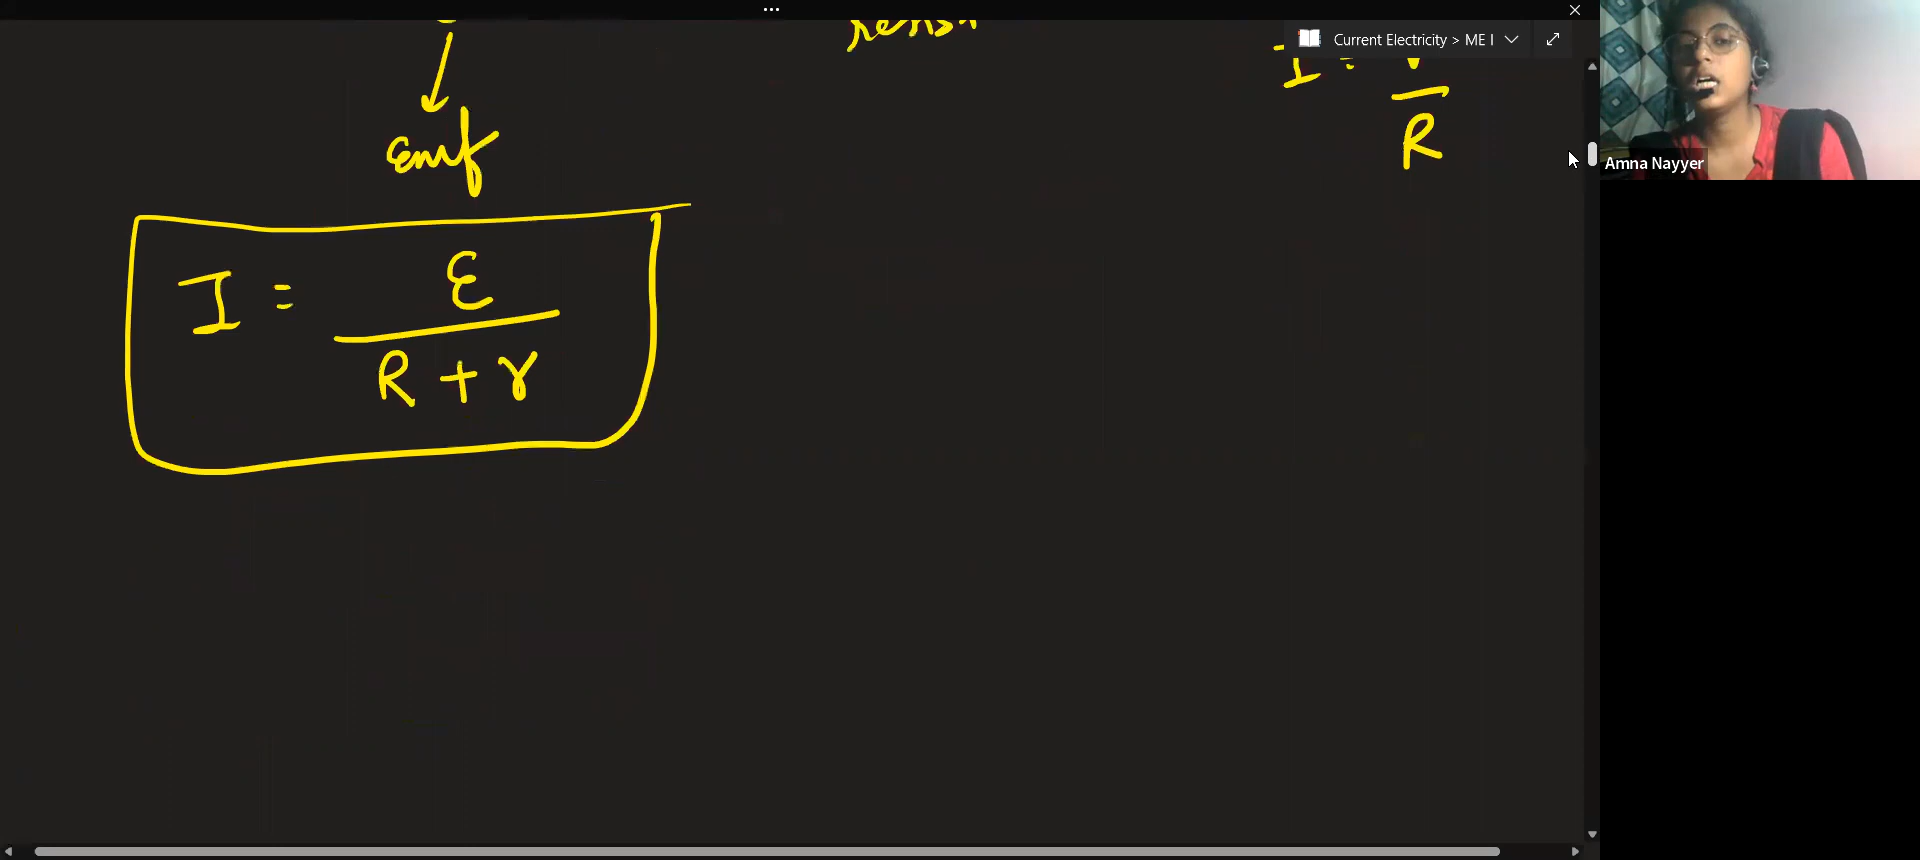 Current Electricity > ME I
I = V
R
emf
I = ε
R + r
Amna Nayyer